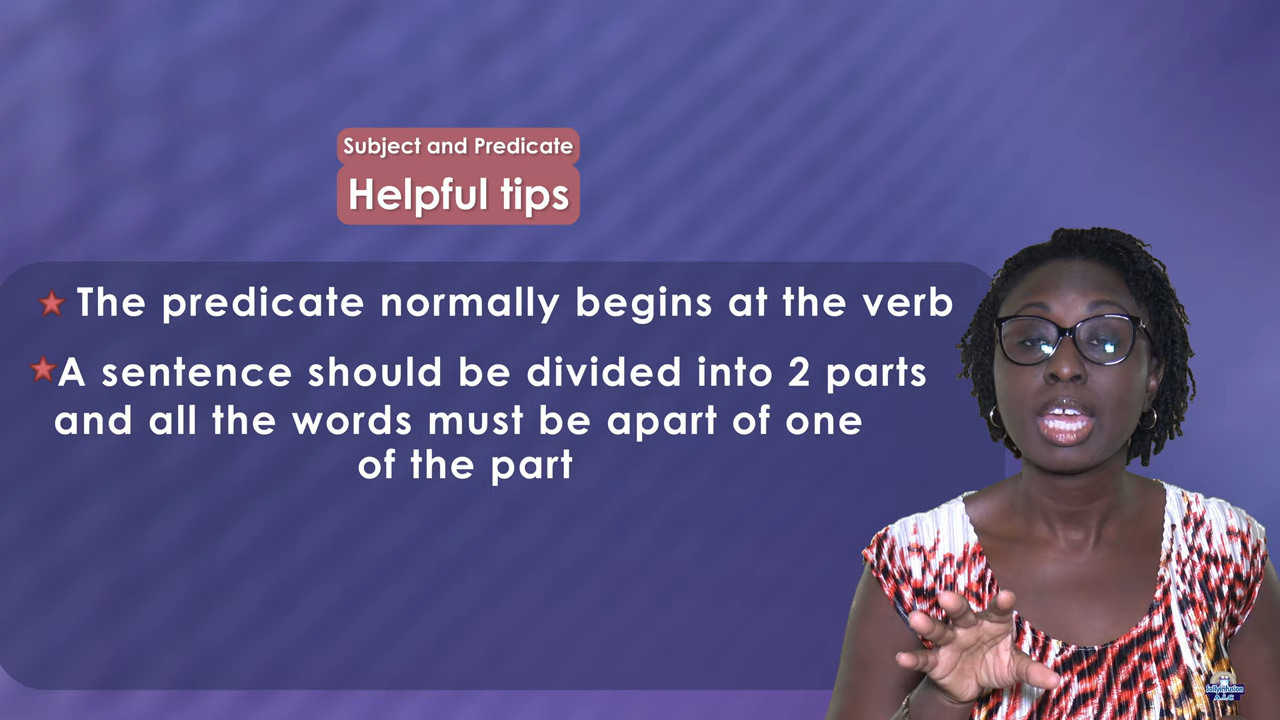 Subject and Predicate
Helpful tips
The predicate normally begins at the verb
A sentence should be divided into 2 parts
and all the words must be apart of one
of the part